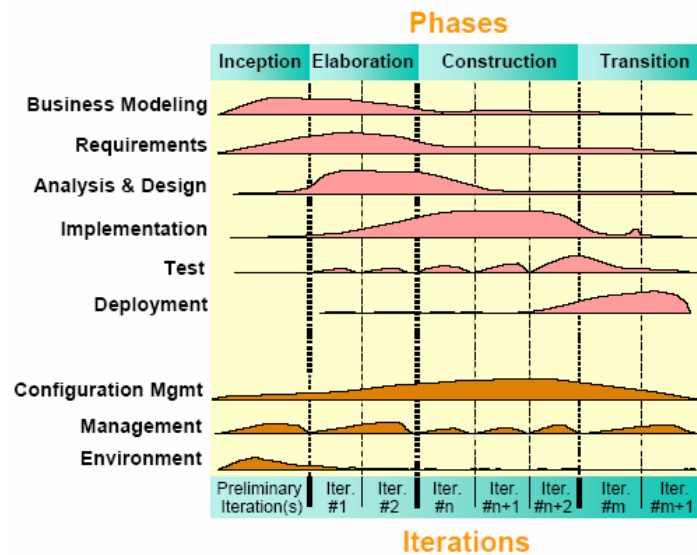 Phases
Inception Elaboration Construction Transition
Business Modeling
Requirements
Analysis & Design
Implementation
Test
Deployment
Configuration Mgmt
Management
Environment
Preliminary Iter. Iter. Iter. Iter. Iter. Iter. Iter.
Iteration(s) #1 #2 #n #n+1 #n+2 #m #m+1
Iterations